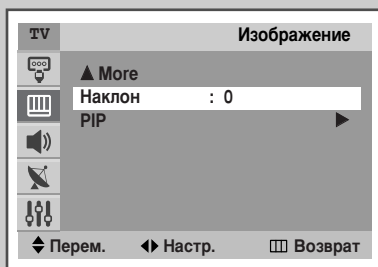 TV Изображение
▲ More
Наклон : 0
PIP ▶
Перем. Настр. Возврат